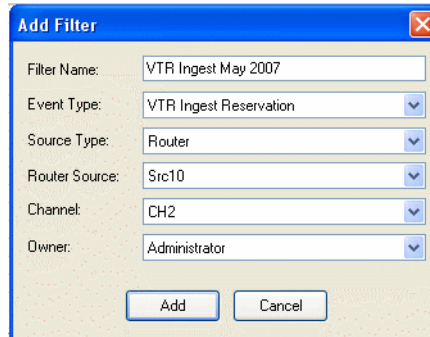 Add Filter
Filter Name: VTR Ingest May 2007
Event Type: VTR Ingest Reservation
Source Type: Router
Router Source: Src10
Channel: CH2
Owner: Administrator
Add Cancel